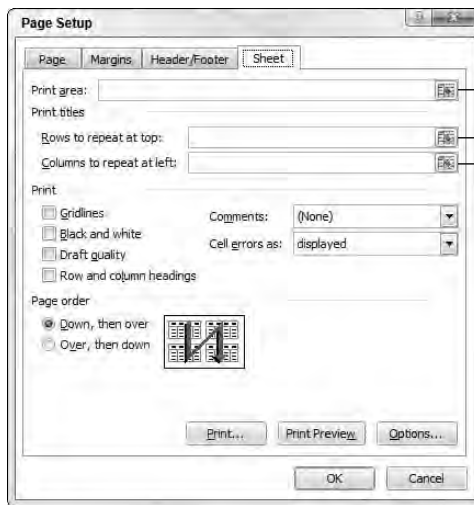 Page Setup
Page Margins Header/Footer Sheet
Print area:
Print titles
Rows to repeat at top:
Columns to repeat at left:
Print
Gridlines Comments: (None)
Black and white Cell errors as: displayed
Draft quality
Row and column headings
Page order
Down, then over
Over, then down
Print... Print Preview Options...
OK Cancel